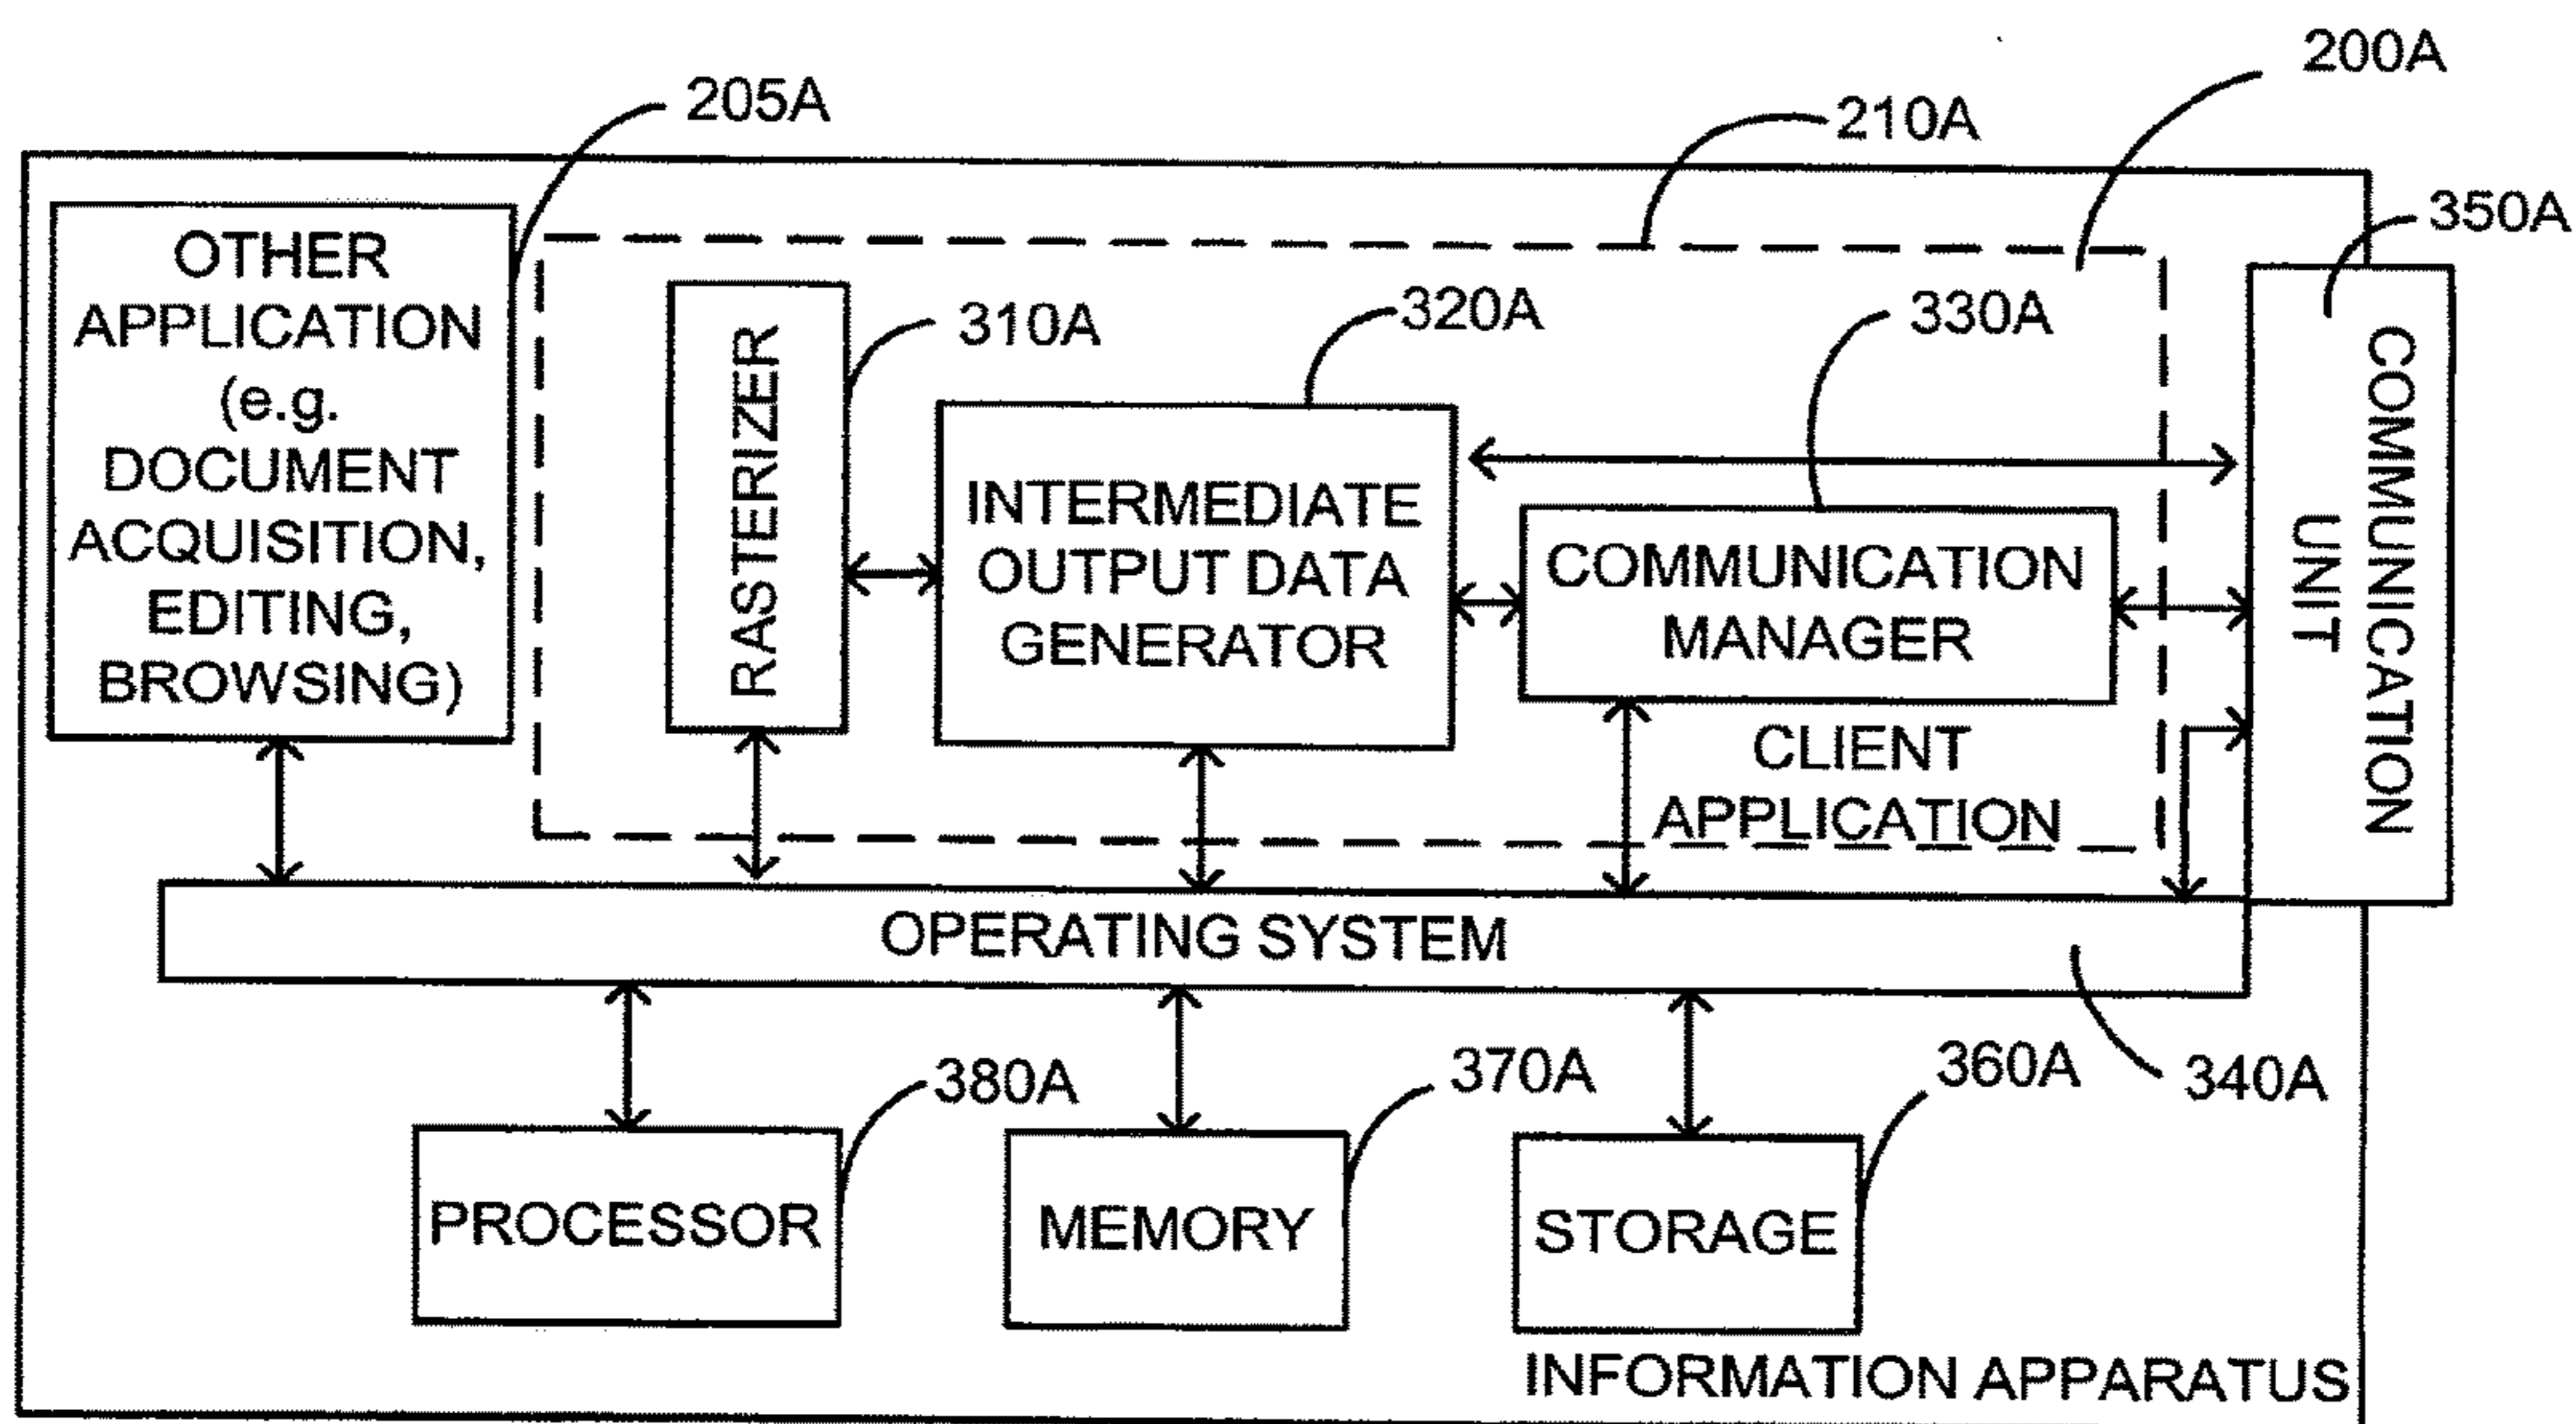 200A
205A
210A
350A
OTHER
APPLICATION
(e.g.
DOCUMENT
ACQUISITION,
EDITING,
BROWSING)
RASTERIZER
310A
320A
330A
INTERMEDIATE
OUTPUT DATA
GENERATOR
COMMUNICATION
MANAGER
CLIENT
APPLICATION
COMMUNICATION
UNIT
OPERATING SYSTEM
340A
380A
370A
360A
PROCESSOR
MEMORY
STORAGE
INFORMATION APPARATUS